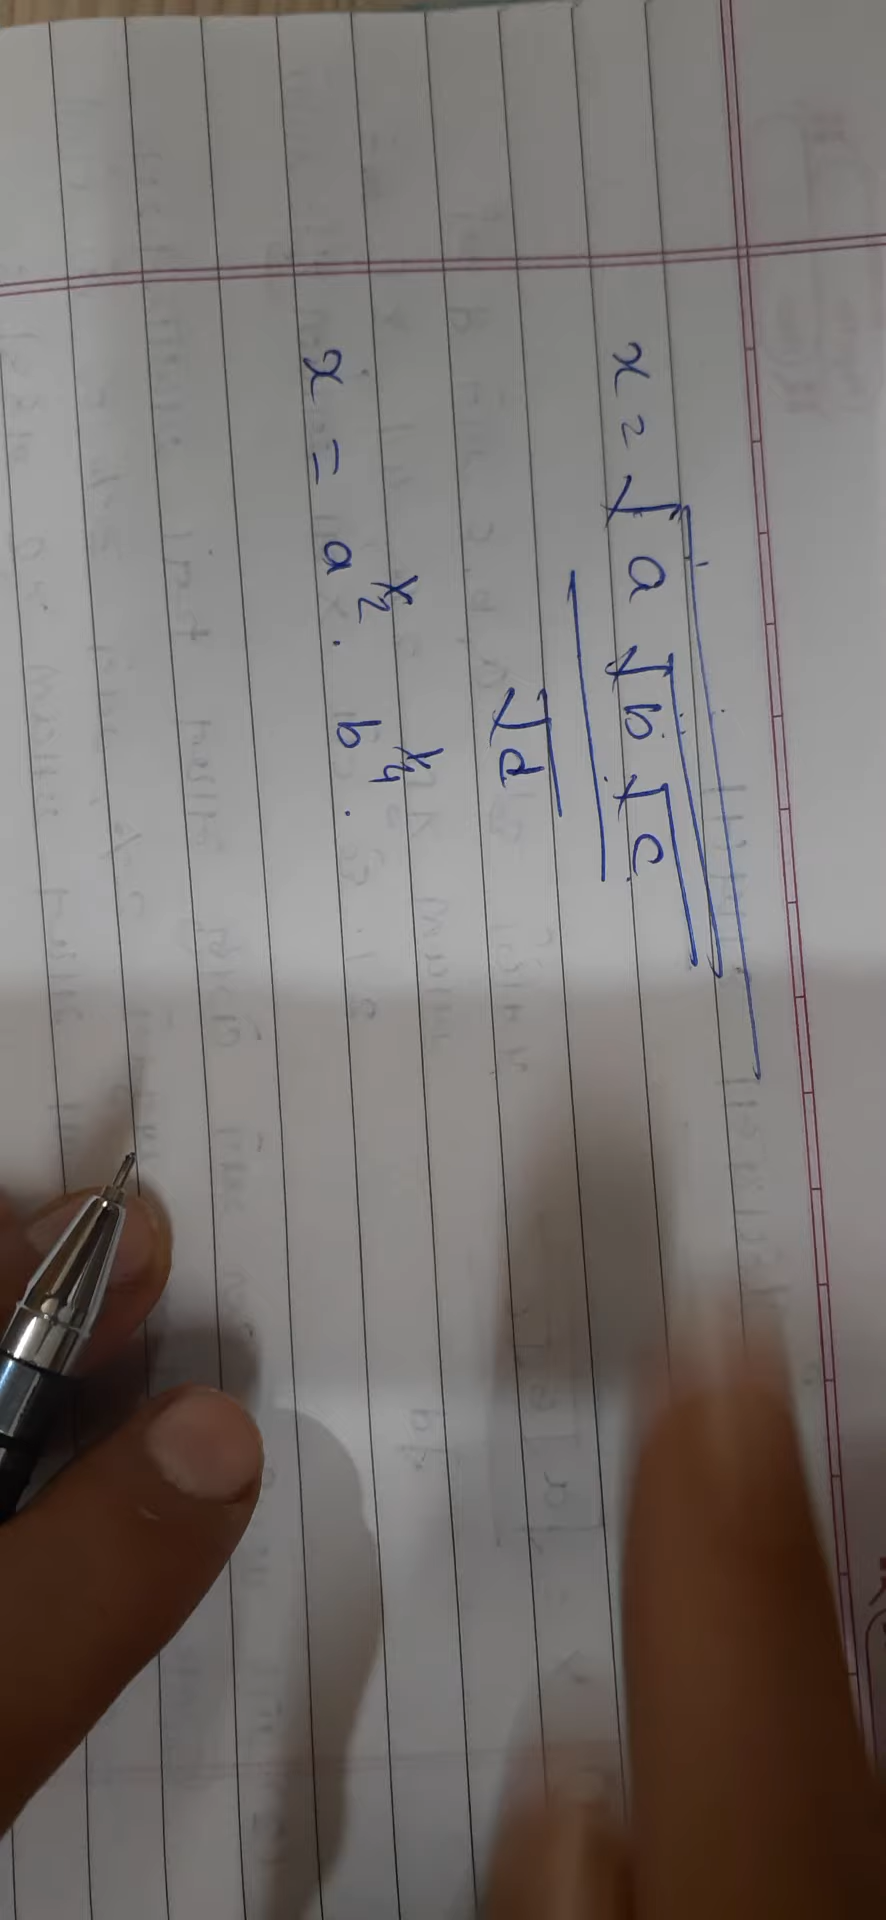 x = √(a√(b√c))
√d
x = a^1/2 . b^1/4 .